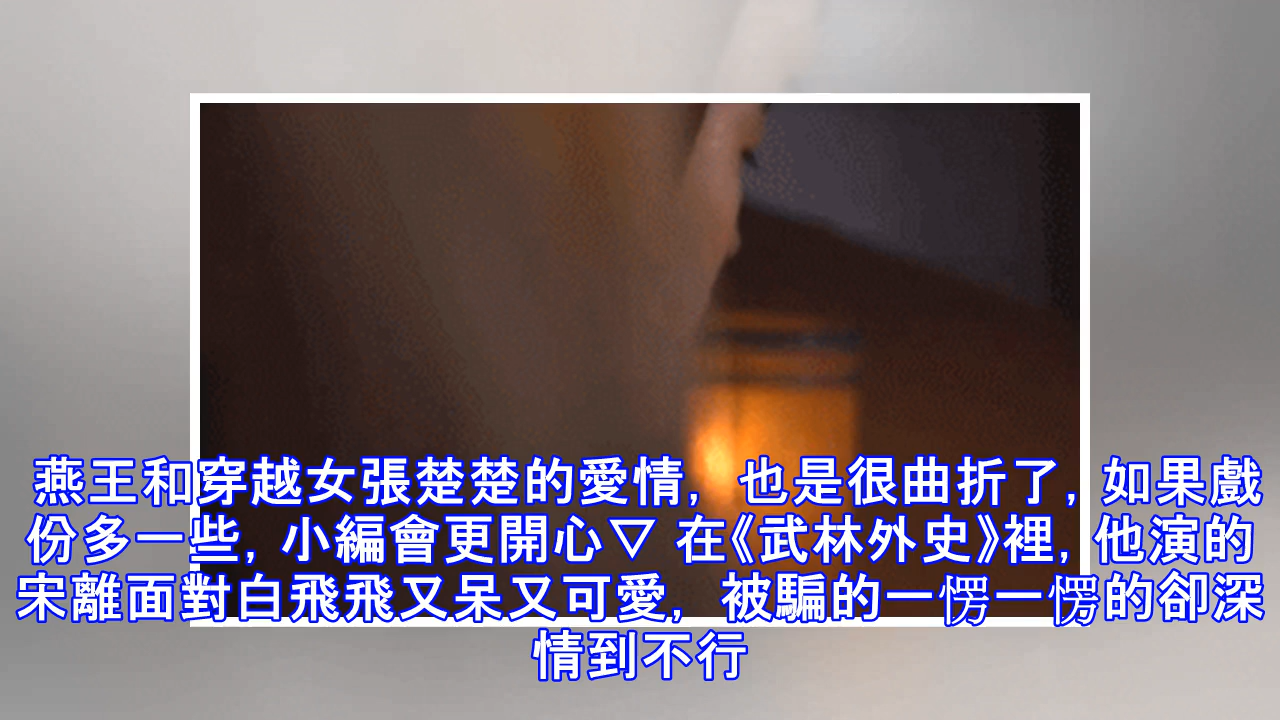 燕王和穿越女張楚楚的愛情, 也是很曲折了, 如果戲
份多一些, 小編會更開心▽ 在《武林外史》裡, 他演的
宋離面對白飛飛又呆又可愛, 被騙的一愣一愣的卻深
情到不行